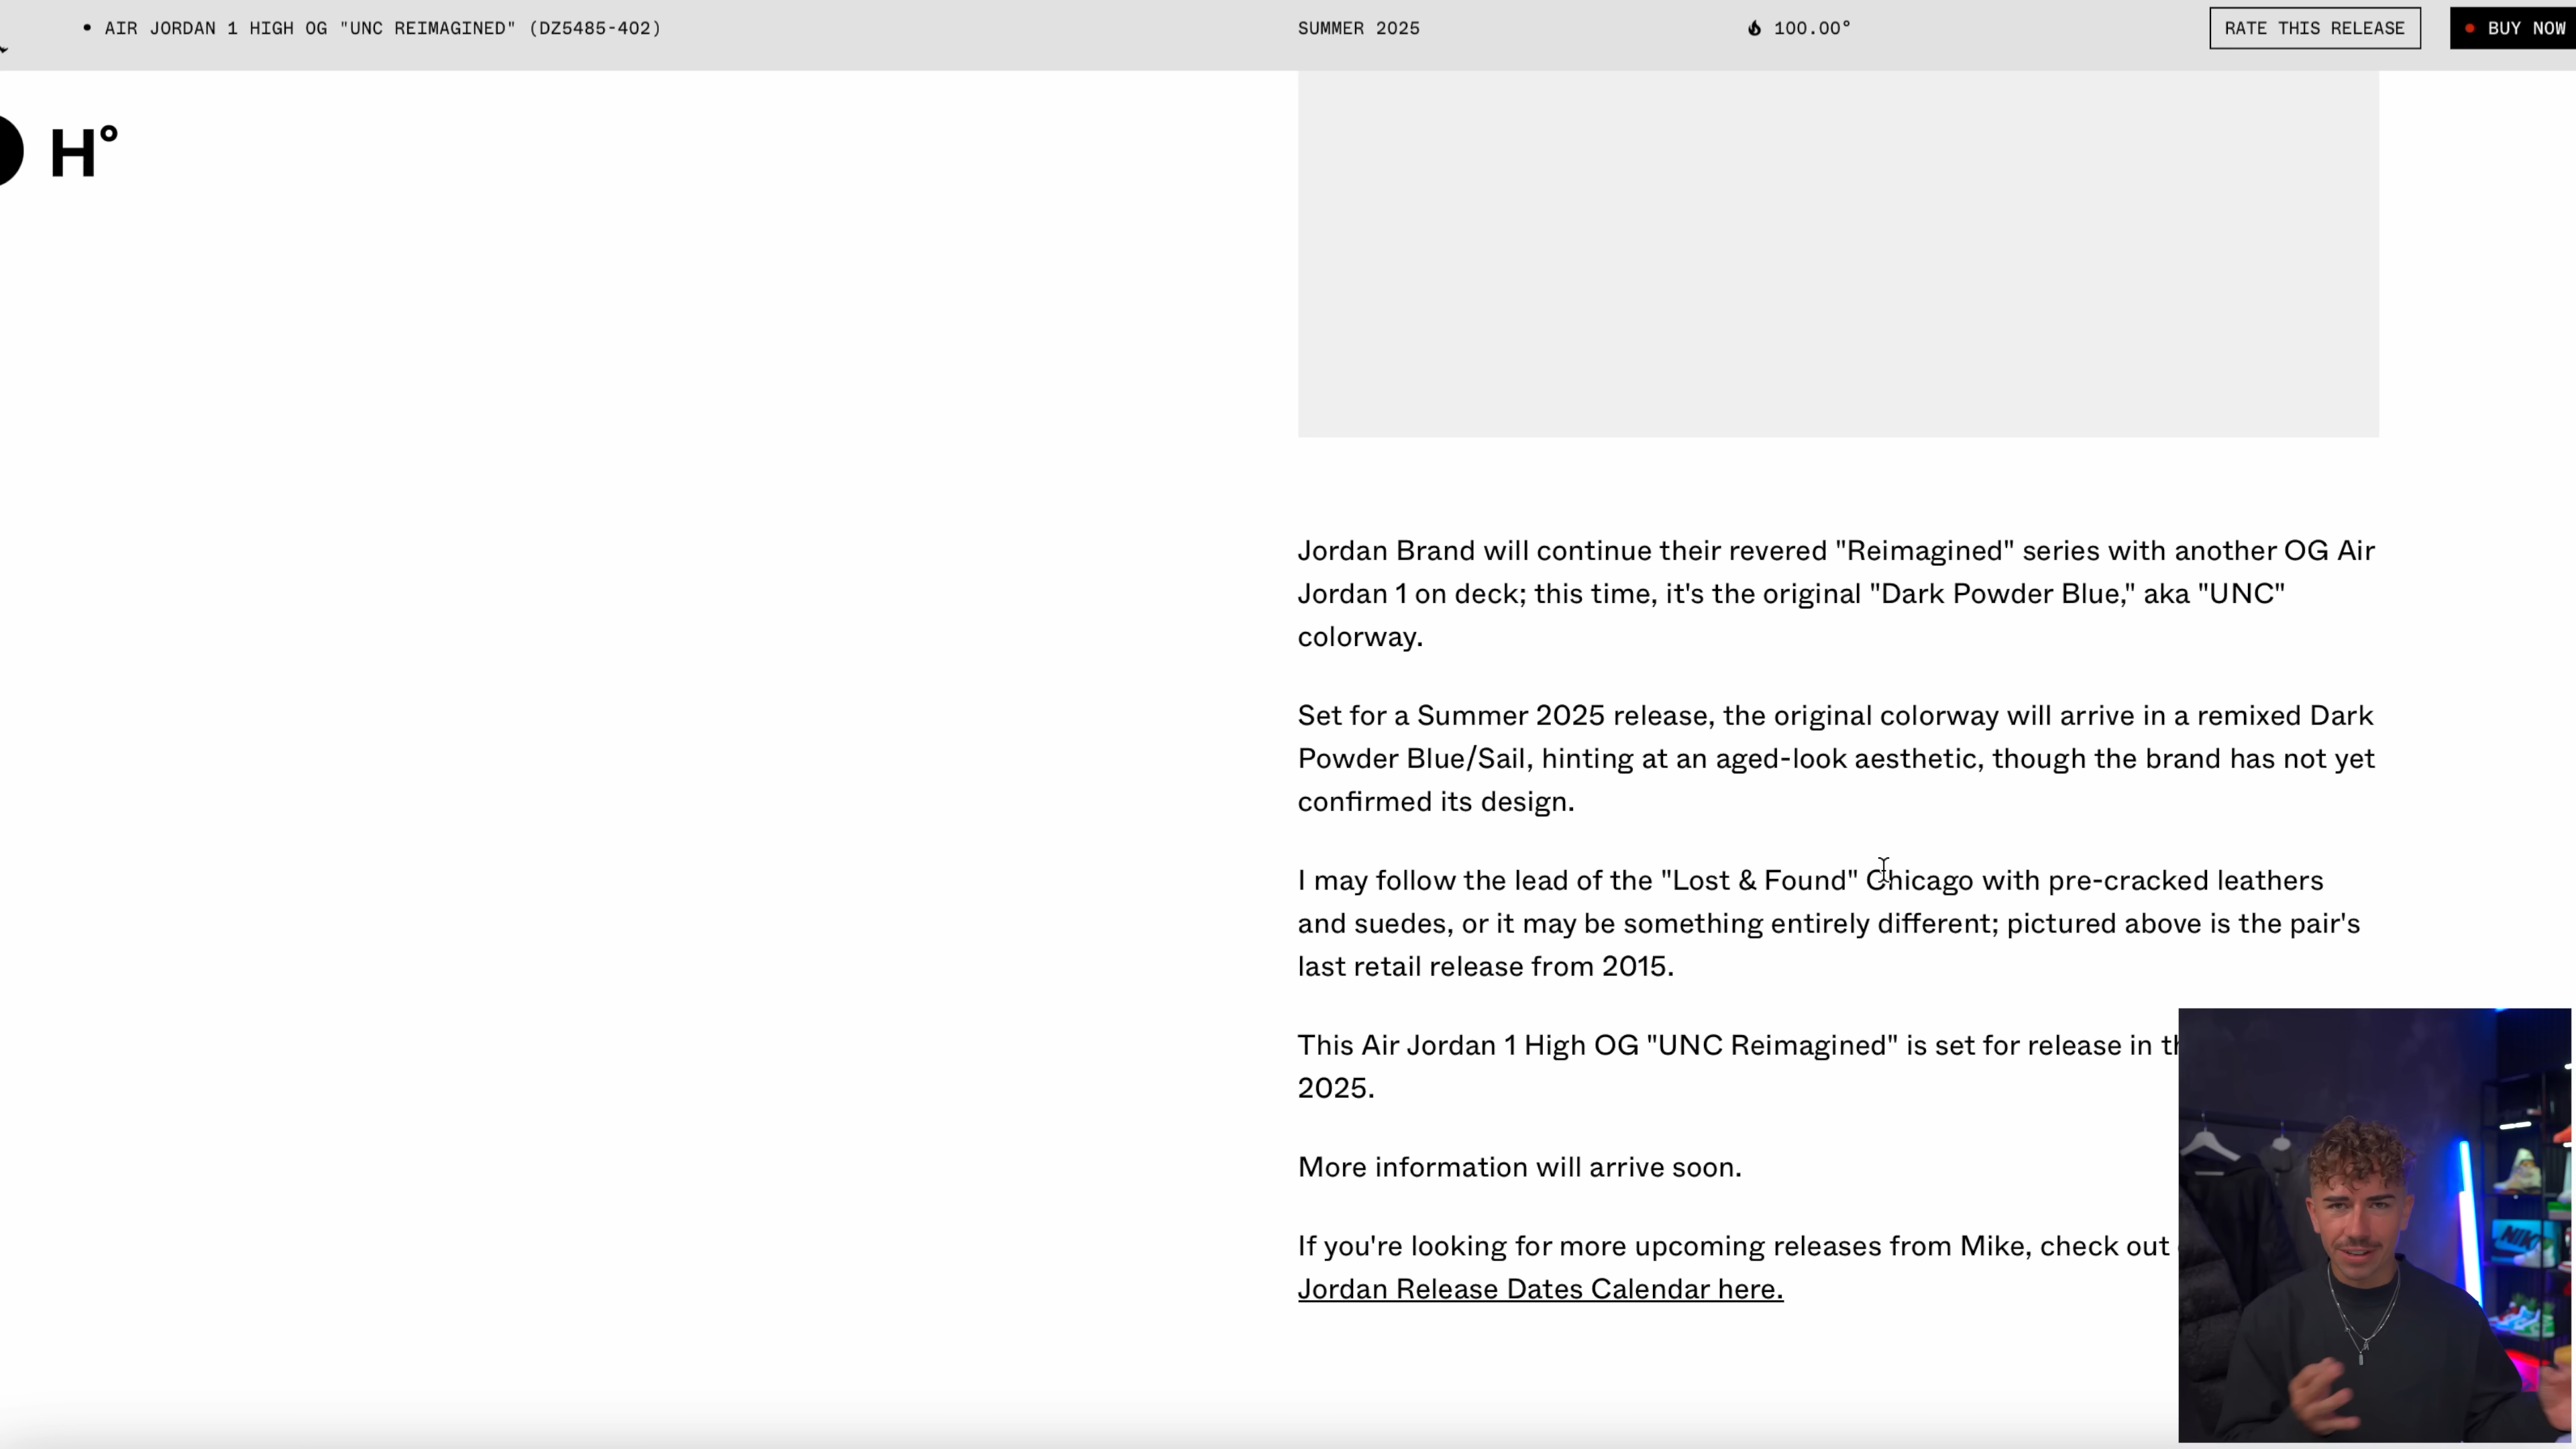 • AIR JORDAN 1 HIGH OG "UNC REIMAGINED" (DZ5485-402)
SUMMER 2025
100.00°
RATE THIS RELEASE
BUY NOW
H°
Jordan Brand will continue their revered "Reimagined" series with another OG Air
Jordan 1 on deck; this time, it's the original "Dark Powder Blue," aka "UNC"
colorway.
Set for a Summer 2025 release, the original colorway will arrive in a remixed Dark
Powder Blue/Sail, hinting at an aged-look aesthetic, though the brand has not yet
confirmed its design.
I may follow the lead of the "Lost & Found" Chicago with pre-cracked leathers
and suedes, or it may be something entirely different; pictured above is the pair's
last retail release from 2015.
This Air Jordan 1 High OG "UNC Reimagined" is set for release in
2025.
More information will arrive soon.
If you're looking for more upcoming releases from Mike, check out
Jordan Release Dates Calendar here.
NIKE